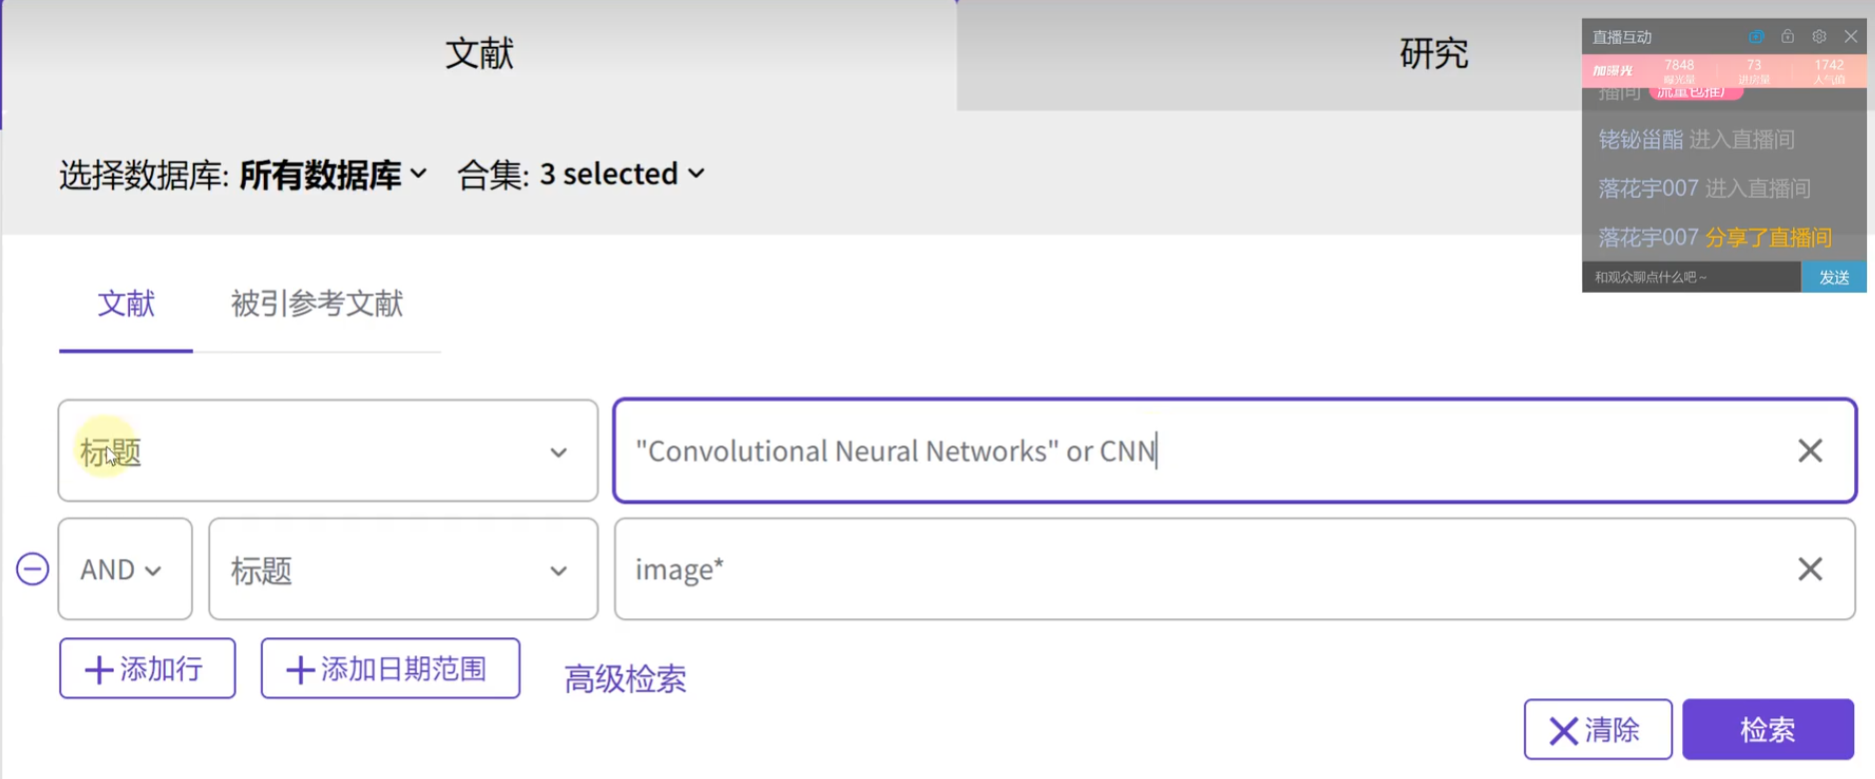 文献
研究
选择数据库: 所有数据库 合集: 3 selected
文献 被引参考文献
标题 "Convolutional Neural Networks" or CNN
AND 标题 image*
添加行 添加日期范围 高级检索
清除 检索
直播互动
加曝光 7848 73 1742
曝光量 进房量 人气值
播间 流量包推广
铑铋甾酯 进入直播间
落花宇007 进入直播间
落花宇007 分享了直播间
和观众聊点什么吧~ 发送